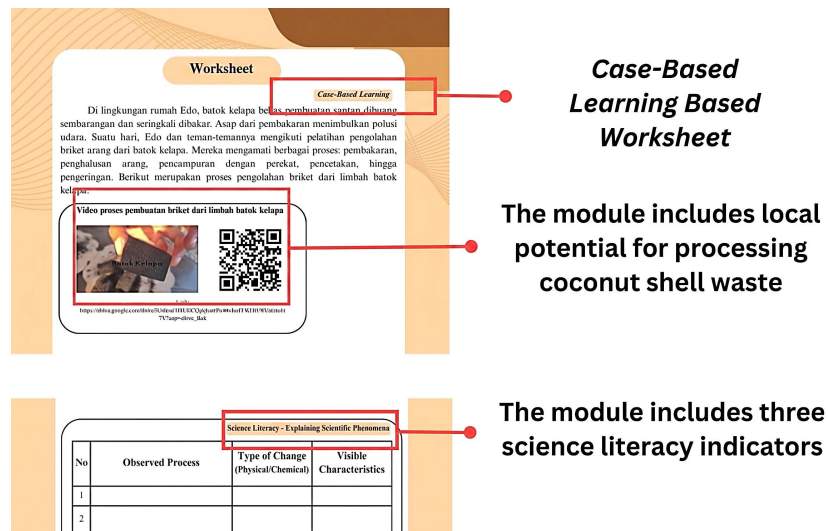 Worksheet
Case-Based Learning
Di lingkungan rumah Edo, batok kelapa bekas pembuatan santan dibuang
sembarangan dan seringkali dibakar. Asap dari pembakaran menimbulkan polusi
udara. Suatu hari, Edo dan teman-temannya mengikuti pelatihan pengolahan
briket arang dari batok kelapa. Mereka mengamati berbagai proses: pembakaran,
penghalusan arang, pencampuran dengan perekat, pencetakan, hingga
pengeringan. Berikut merupakan proses pengolahan briket dari limbah batok
kelapa.
Video proses pembuatan briket dari limbah batok kelapa
Batok Kelapa
Case-Based
Learning Based
Worksheet
The module includes local
potential for processing
coconut shell waste
Science Literacy - Explaining Scientific Phenomena
No
Observed Process
Type of Change
(Physical/Chemical)
Visible
Characteristics
1
2
The module includes three
science literacy indicators